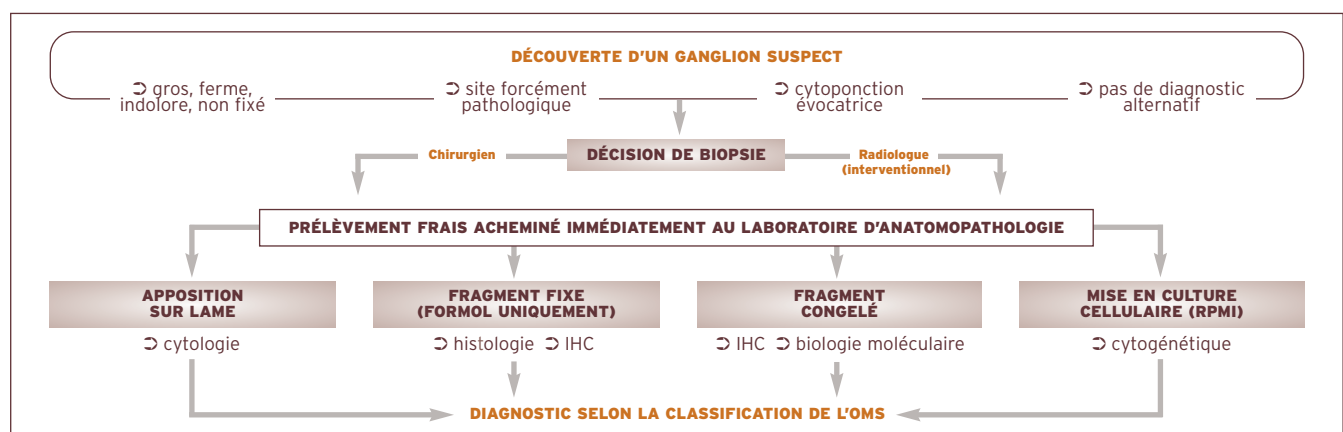 DÉCOUVERTE D'UN GANGLION SUSPECT
➲ gros, ferme,
indolore, non fixé
➲ site forcément
pathologique
➲ cytoponction
évocatrice
➲ pas de diagnostic
alternatif
Chirurgien
DÉCISION DE BIOPSIE
Radiologue
(interventionnel)
PRÉLÈVEMENT FRAIS ACHEMINÉ IMMÉDIATEMENT AU LABORATOIRE D'ANATOMOPATHOLOGIE
APPOSITION
SUR LAME
➲ cytologie
FRAGMENT FIXE
(FORMOL UNIQUEMENT)
➲ histologie ➲ IHC
FRAGMENT
CONGELÉ
➲ IHC ➲ biologie moléculaire
MISE EN CULTURE
CELLULAIRE (RPMI)
➲ cytogénétique
DIAGNOSTIC SELON LA CLASSIFICATION DE L'OMS